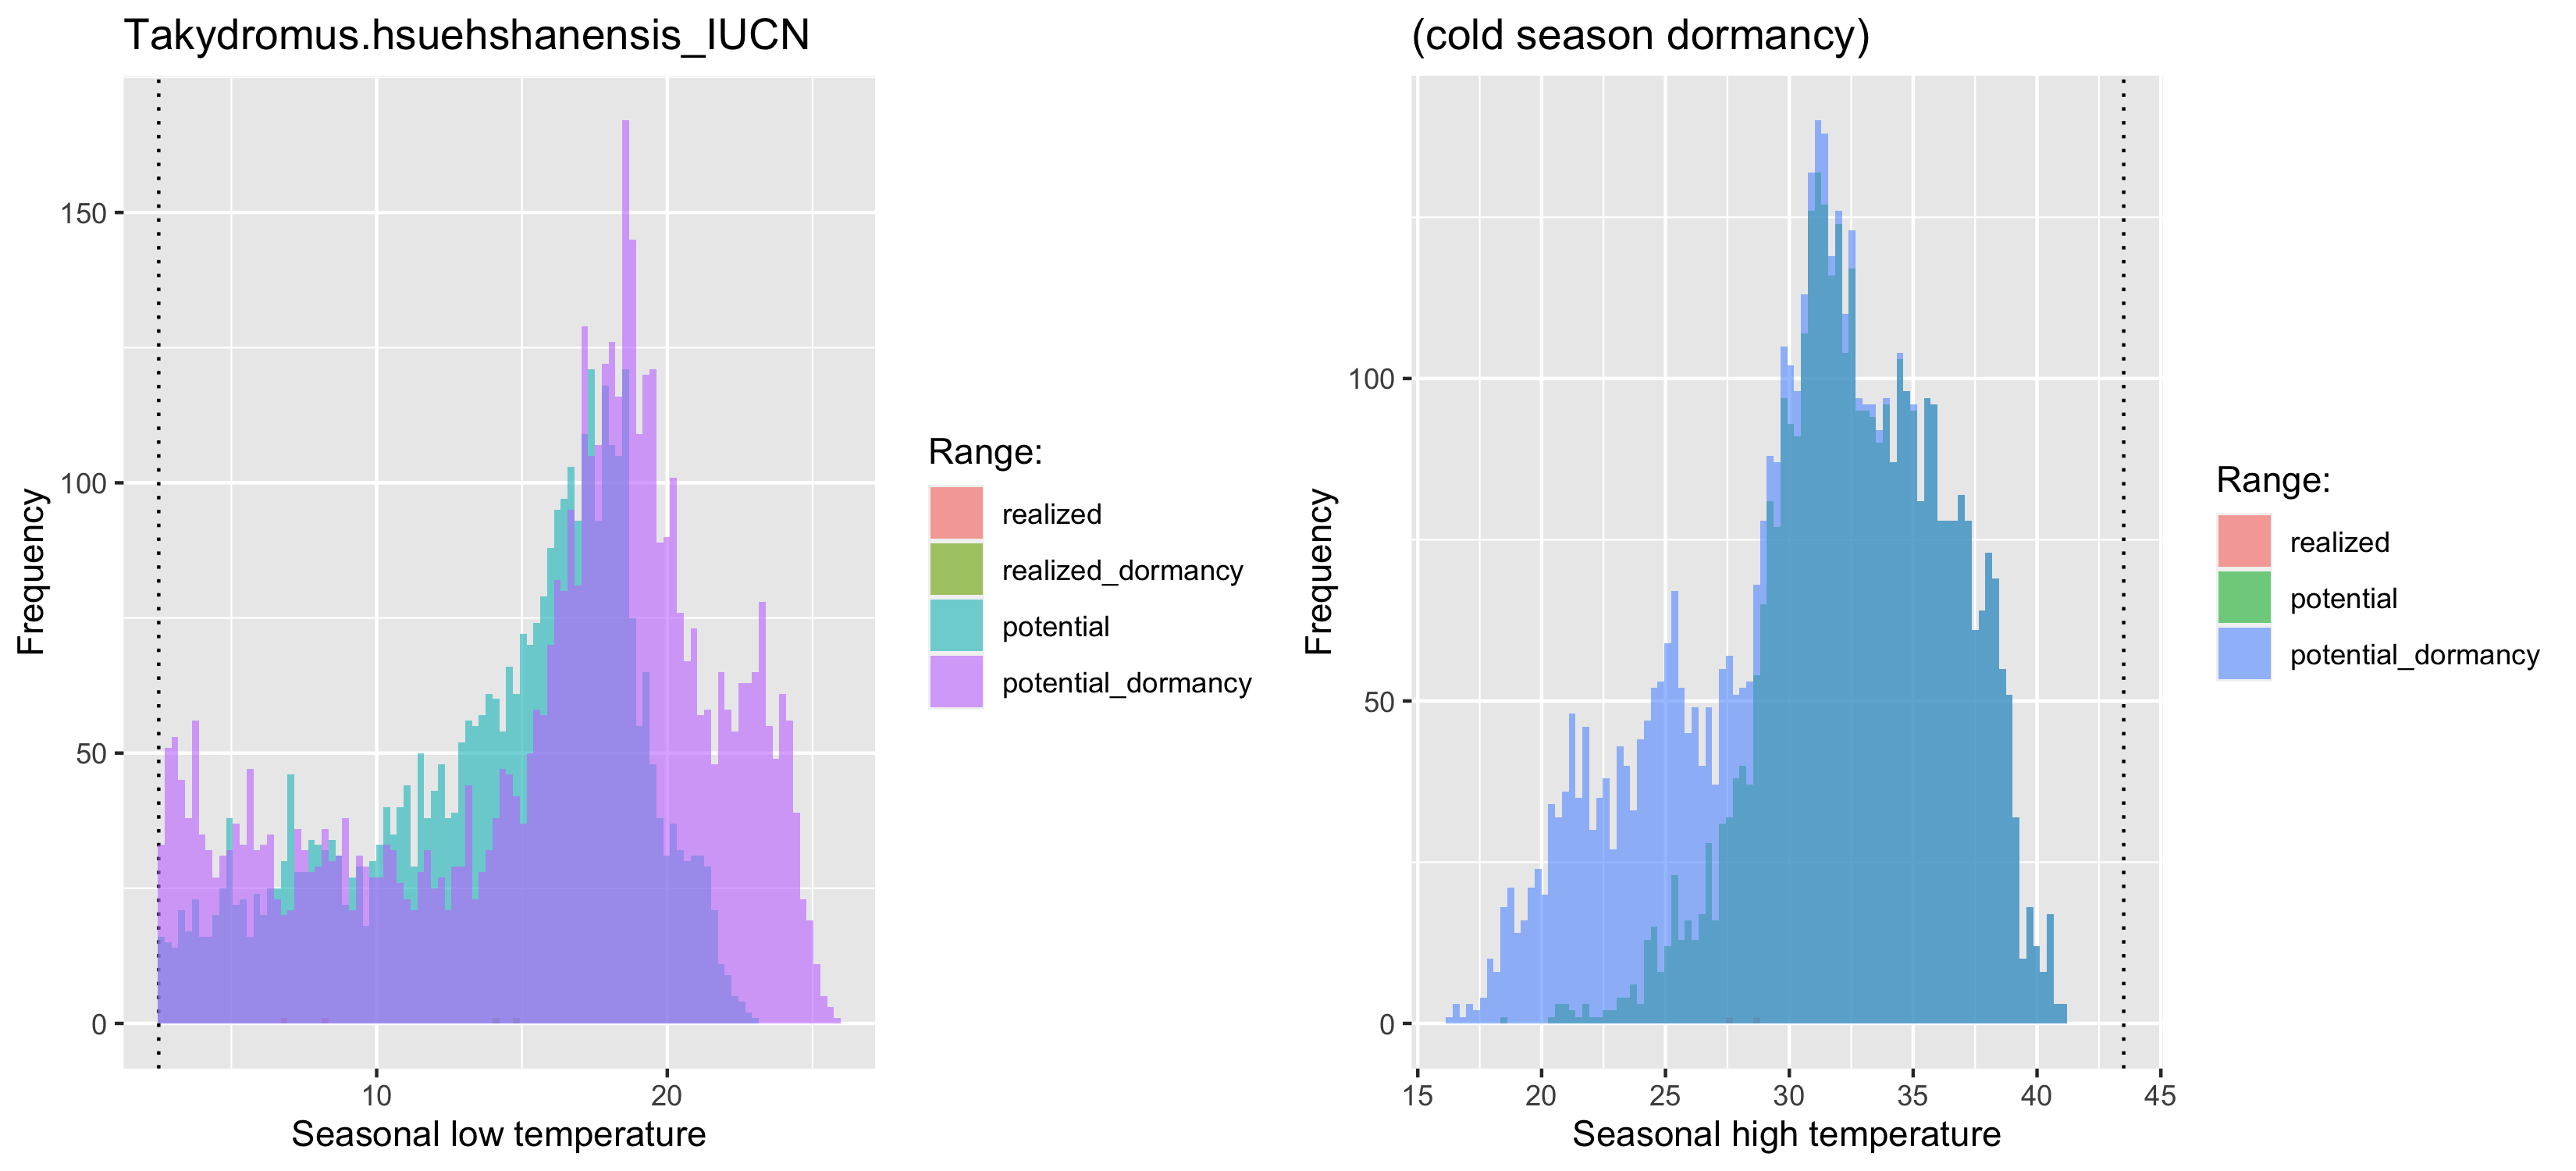 Takydromus.hsuehshanensis_IUCN
(cold season dormancy)
150
100
50
0
Frequency
10
20
Seasonal low temperature
Range:
realized
realized_dormancy
potential
potential_dormancy
100
50
0
Frequency
15
20
25
30
35
40
45
Seasonal high temperature
Range:
realized
potential
potential_dormancy